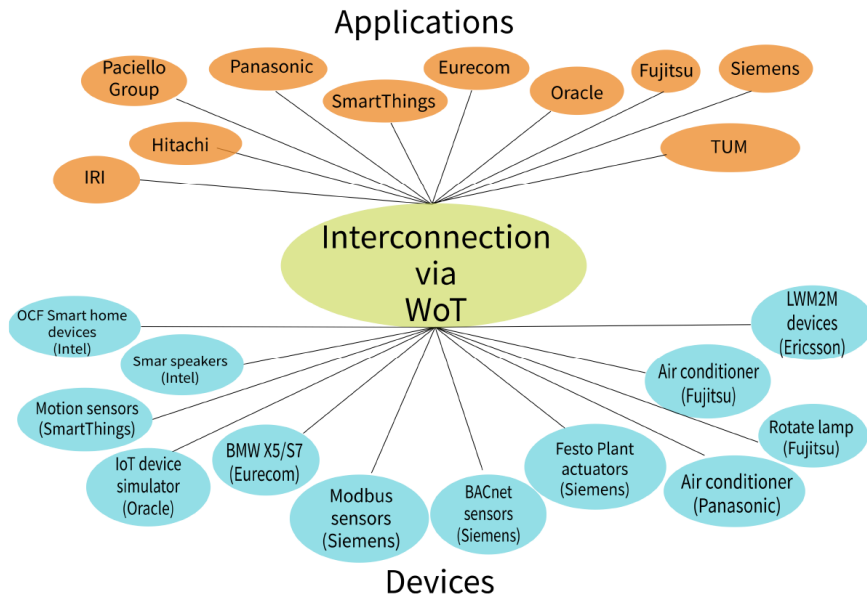 Applications
Paciello
Group
Panasonic
SmartThings
Eurecom
Oracle
Fujitsu
Siemens
Hitachi
TUM
IRI
Interconnection
via
WoT
OCF Smart home
devices
(Intel)
Smar speakers
(Intel)
Motion sensors
(SmartThings)
IoT device
simulator
(Oracle)
BMW X5/S7
(Eurecom)
Modbus
sensors
(Siemens)
BACnet
sensors
(Siemens)
Festo Plant
actuators
(Siemens)
Air conditioner
(Panasonic)
Rotate lamp
(Fujitsu)
Air conditioner
(Fujitsu)
LWM2M
devices
(Ericsson)
Devices